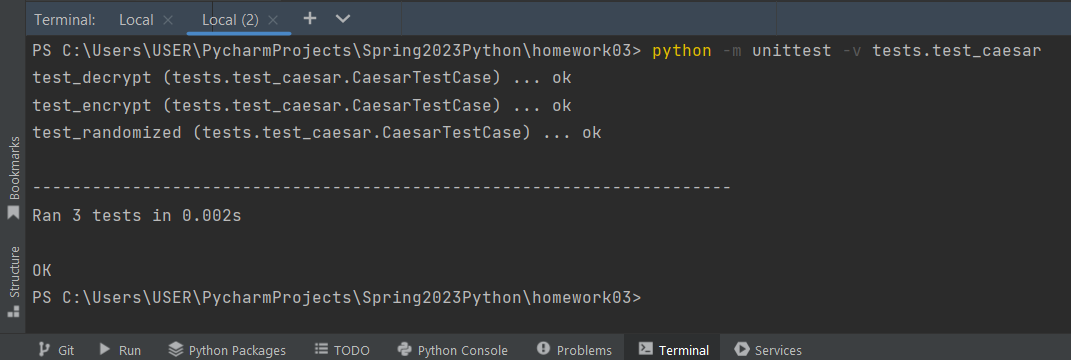 Terminal: Local × Local (2) × +
PS C:\Users\USER\PycharmProjects\Spring2023Python\homework03> python -m unittest -v tests.test_caesar
test_decrypt (tests.test_caesar.CaesarTestCase) ... ok
test_encrypt (tests.test_caesar.CaesarTestCase) ... ok
test_randomized (tests.test_caesar.CaesarTestCase) ... ok
----------------------------------------------------------------------
Ran 3 tests in 0.002s
OK
PS C:\Users\USER\PycharmProjects\Spring2023Python\homework03>
Bookmarks
Structure
Git Run Python Packages TODO Python Console Problems Terminal Services